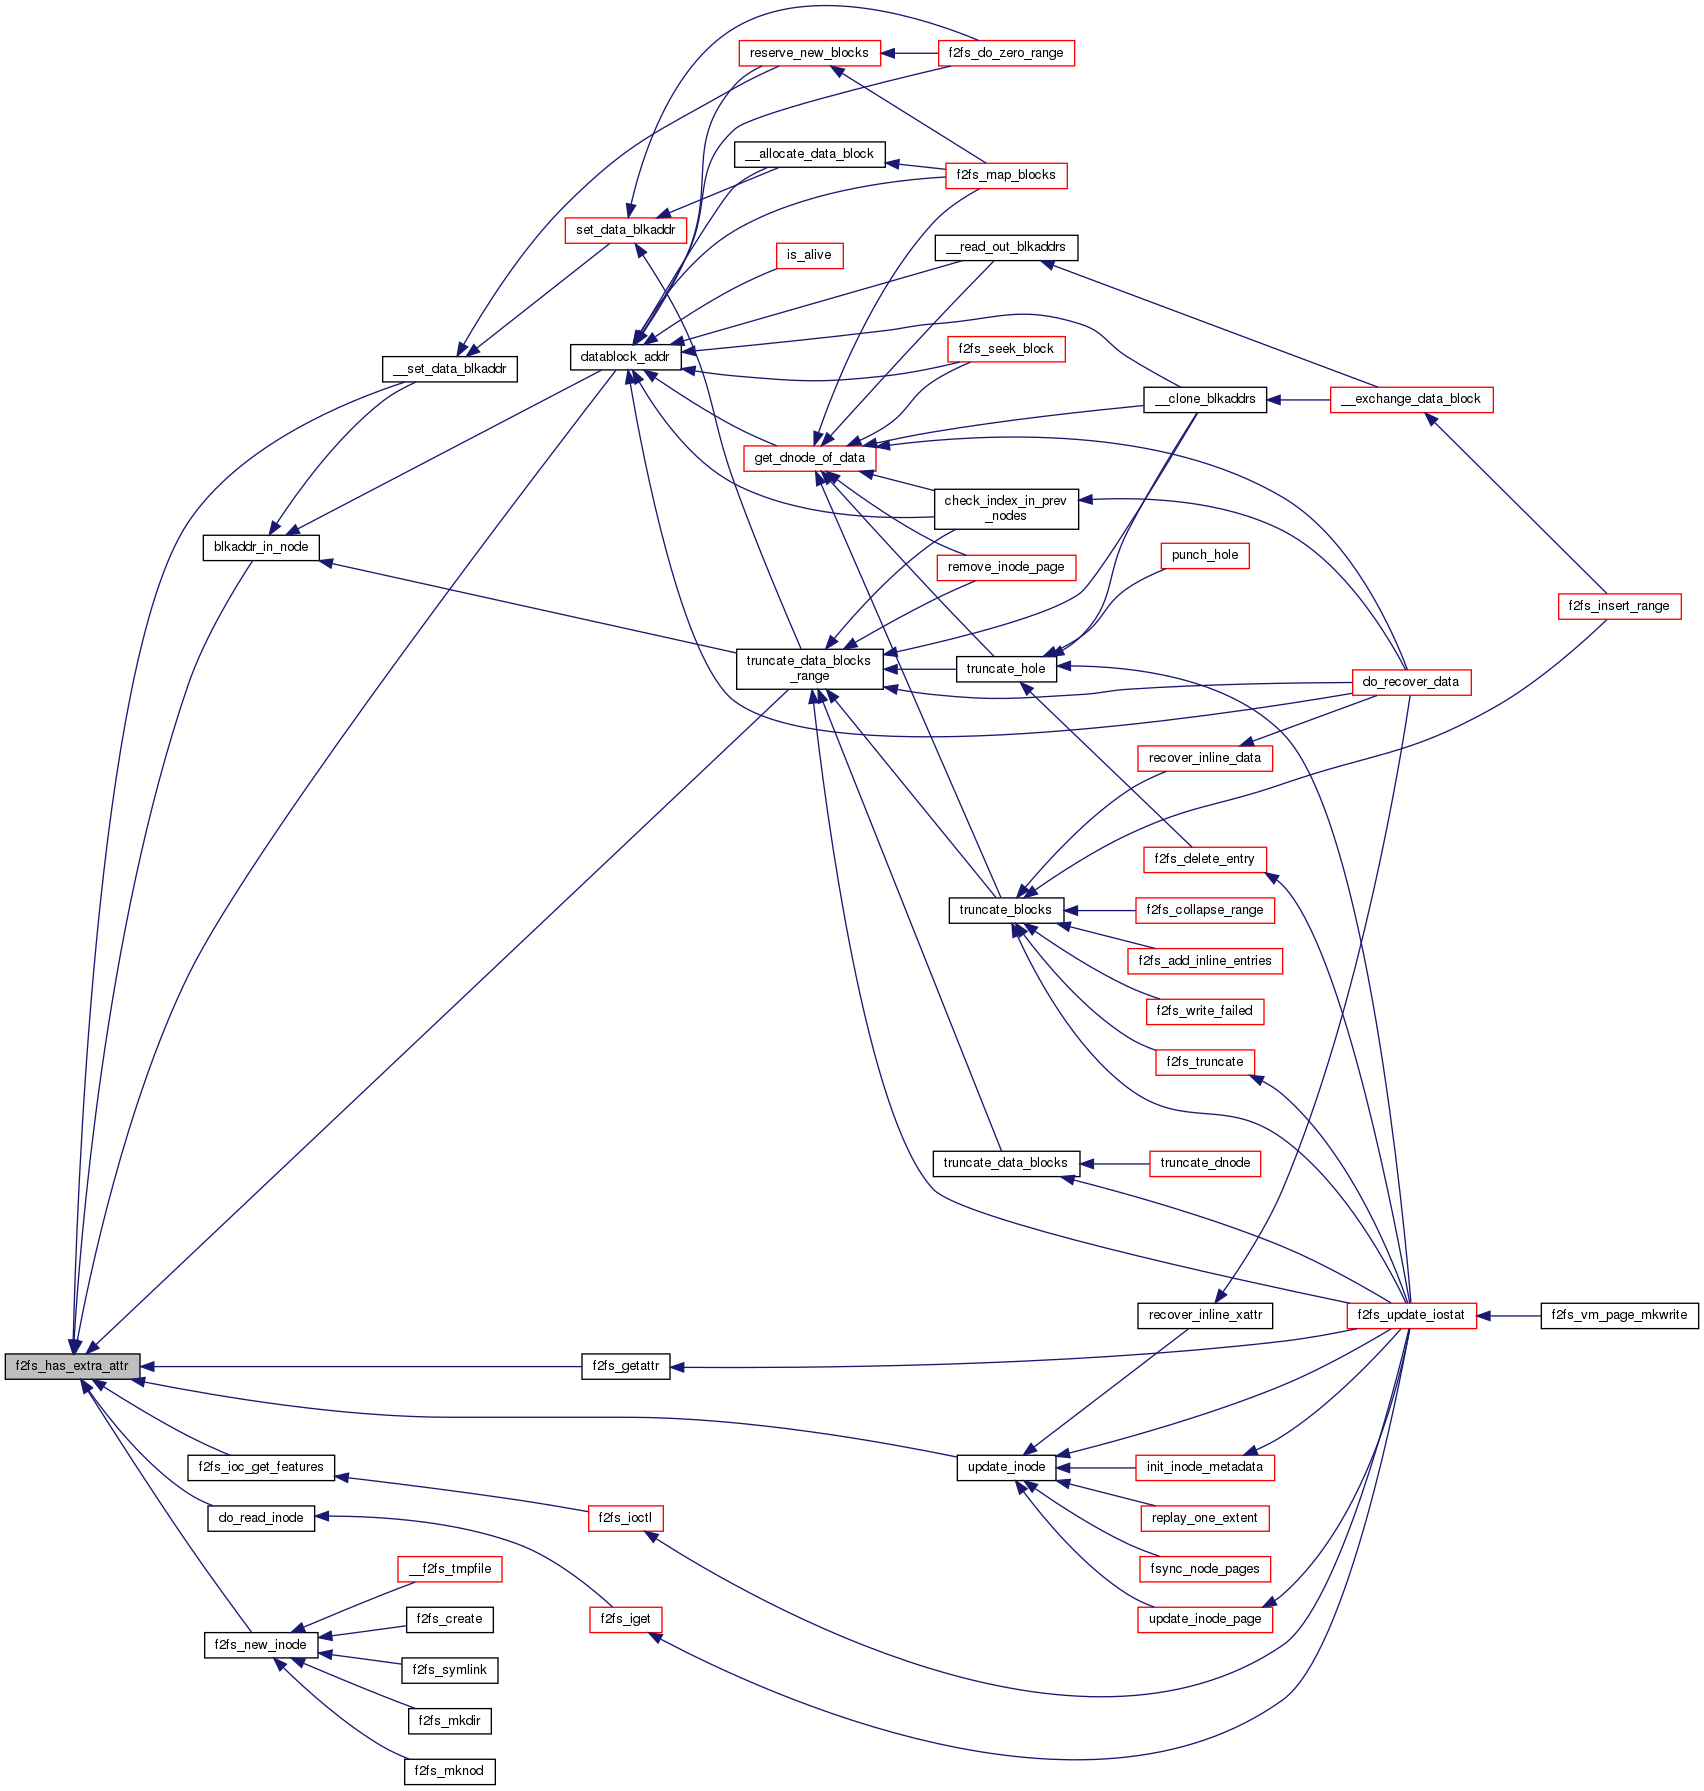 reserve_new_blocks
f2fs_do_zero_range
__allocate_data_block
f2fs_map_blocks
set_data_blkaddr
is_alive
__read_out_blkaddrs
__set_data_blkaddr
datablock_addr
f2fs_seek_block
__clone_blkaddrs
__exchange_data_block
get_dnode_of_data
check_index_in_prev
_nodes
blkaddr_in_node
remove_inode_page
punch_hole
f2fs_insert_range
truncate_data_blocks
_range
truncate_hole
do_recover_data
recover_inline_data
f2fs_delete_entry
truncate_blocks
f2fs_collapse_range
f2fs_add_inline_entries
f2fs_write_failed
f2fs_truncate
truncate_data_blocks
truncate_dnode
recover_inline_xattr
f2fs_update_iostat
f2fs_vm_page_mkwrite
f2fs_has_extra_attr
f2fs_getattr
f2fs_ioc_get_features
update_inode
init_inode_metadata
do_read_inode
f2fs_ioctl
replay_one_extent
__f2fs_tmpfile
fsync_node_pages
f2fs_create
f2fs_iget
update_inode_page
f2fs_new_inode
f2fs_symlink
f2fs_mkdir
f2fs_mknod